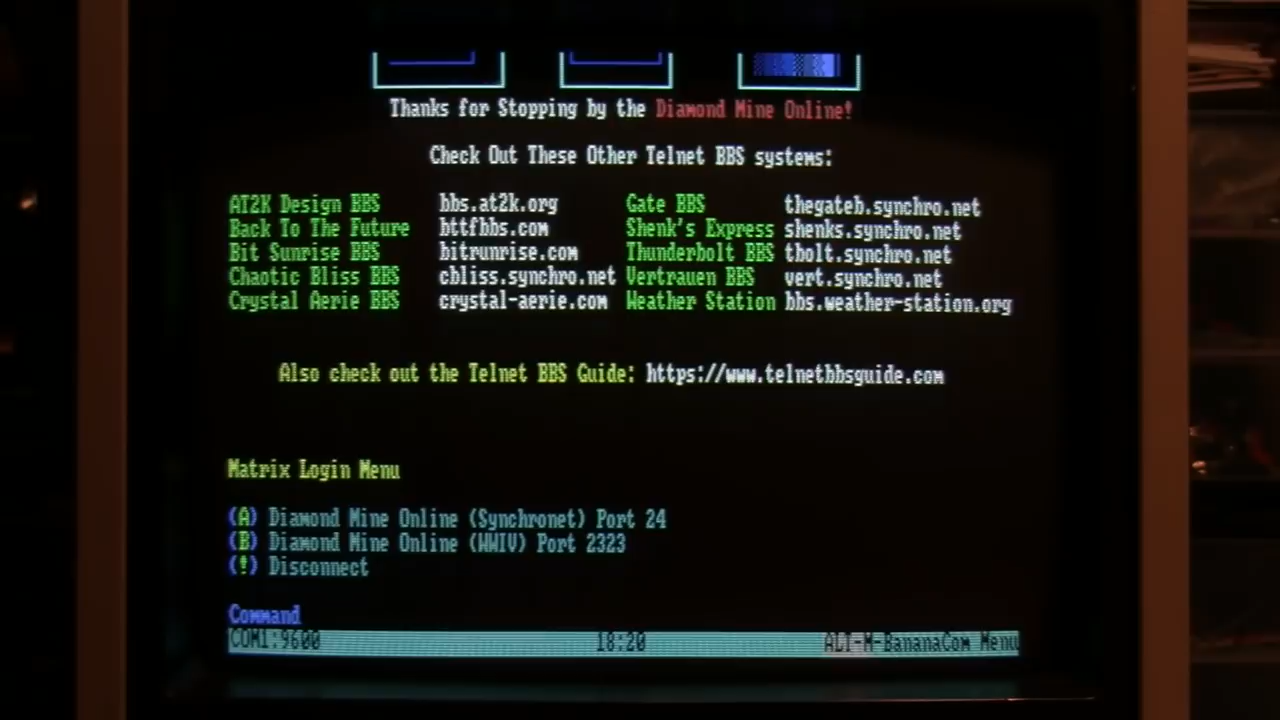 Thanks for Stopping by the Diamond Mine Online!
Check Out These Other Telnet BBS systems:
AT2K Design BBS bbs.at2k.org Gate BBS thegateb.synchro.net
Back To The Future bttfbbs.com Shenk's Express shenks.synchro.net
Bit Sunrise BBS bitrunrise.com Thunderbolt BBS tbolt.synchro.net
Chaotic Bliss BBS cbliss.synchro.net Vertrauen BBS vert.synchro.net
Crystal Aerie BBS crystal-aerie.com Weather Station bbs.weather-station.org
Also check out the Telnet BBS Guide: https://www.telnetbbsguide.com
Matrix Login Menu
(A) Diamond Mine Online (Synchronet) Port 24
(B) Diamond Mine Online (WWIV) Port 2323
(!) Disconnect
Command
COM1:9600 18:20 ALT-M-BananaCom Menu